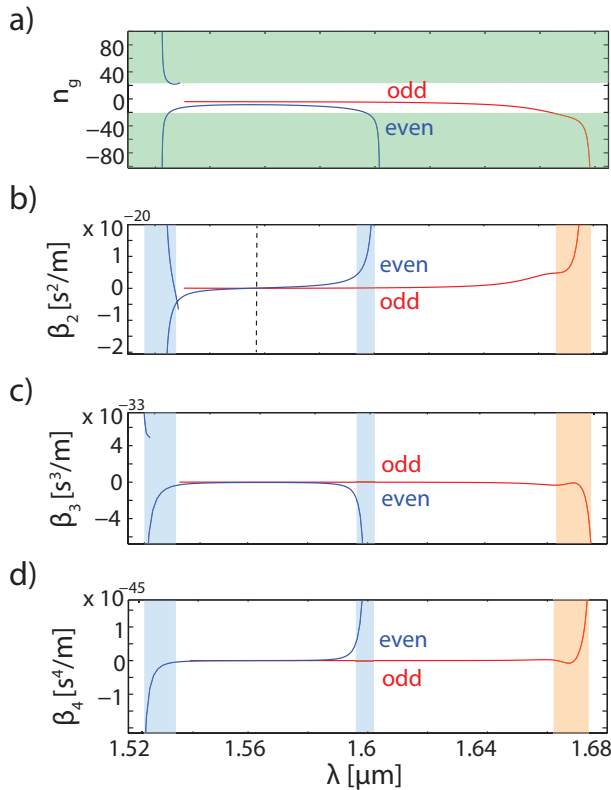 a)
100
80
40
0
−40
−80
n_g
odd
even
b)
x 10^−20
1
0
−1
−2
β_2 [s^2/m]
even
odd
c)
x 10^−33
4
0
−4
β_3 [s^3/m]
odd
even
d)
x 10^−45
1
0
−1
β_4 [s^4/m]
even
odd
1.52 1.56 1.6 1.64 1.68
λ [μm]